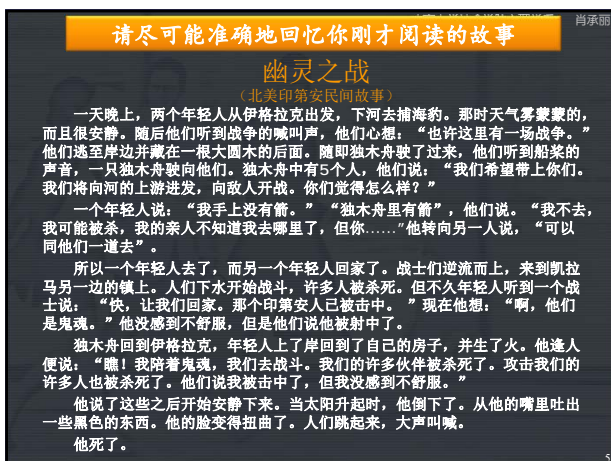 肖承丽
请尽可能准确地回忆你刚才阅读的故事
幽灵之战
（北美印第安民间故事）
一天晚上，两个年轻人从伊格拉克出发，下河去捕海豹。那时天气雾蒙蒙的，
而且很安静。随后他们听到战争的喊叫声，他们心想：“也许这里有一场战争。”
他们逃至岸边并藏在一根大圆木的后面。随即独木舟驶了过来，他们听到船桨的
声音，一只独木舟驶向他们。独木舟中有5个人，他们说：“我们希望带上你们。
我们将向河的上游进发，向敌人开战。你们觉得怎么样？”
一个年轻人说：“我手上没有箭。”“独木舟里有箭”，他们说。“我不去，
我可能被杀，我的亲人不知道我去哪里了，但你……”他转向另一人说，“可以
同他们一道去”。
所以一个年轻人去了，而另一个年轻人回家了。战士们逆流而上，来到凯拉
马另一边的镇上。人们下水开始战斗，许多人被杀死。但不久年轻人听到一个战
士说：“快，让我们回家。那个印第安人已被击中。”现在他想：“啊，他们
是鬼魂。”他没感到不舒服，但是他们说他被射中了。
独木舟回到伊格拉克，年轻人上了岸回到了自己的房子，并生了火。他逢人
便说：“瞧！我陪着鬼魂，我们去战斗。我们的许多伙伴被杀死了。攻击我们的
许多人也被杀死了。他们说我被击中了，但我没感到不舒服。”
他说了这些之后开始安静下来。当太阳升起时，他倒下了。从他的嘴里吐出
一些黑色的东西。他的脸变得扭曲了。人们跳起来，大声叫喊。
他死了。
5